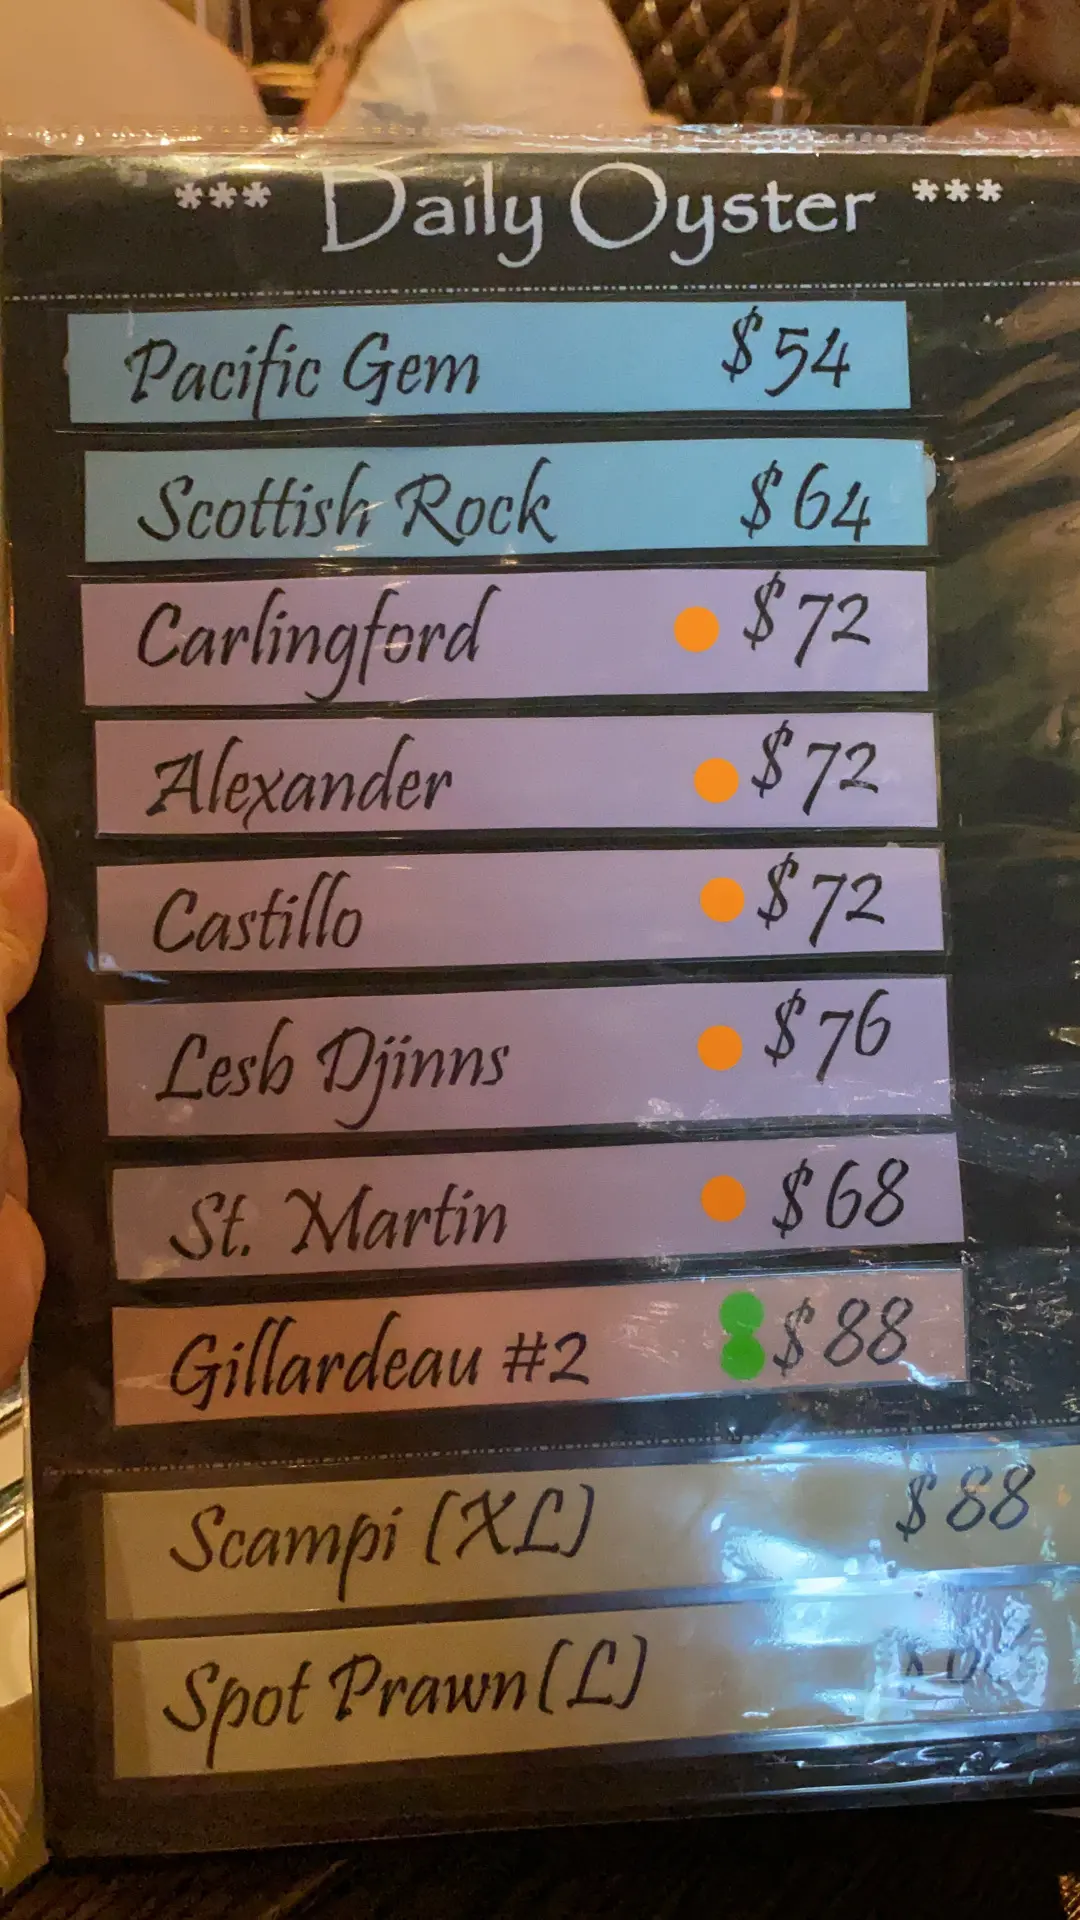 *** Daily Oyster ***
Pacific Gem $54
Scottish Rock $64
Carlingford $72
Alexander $72
Castillo $72
Lesb Djinns $76
St. Martin $68
Gillardeau #2 $88
Scampi (XL) $88
Spot Prawn(L)